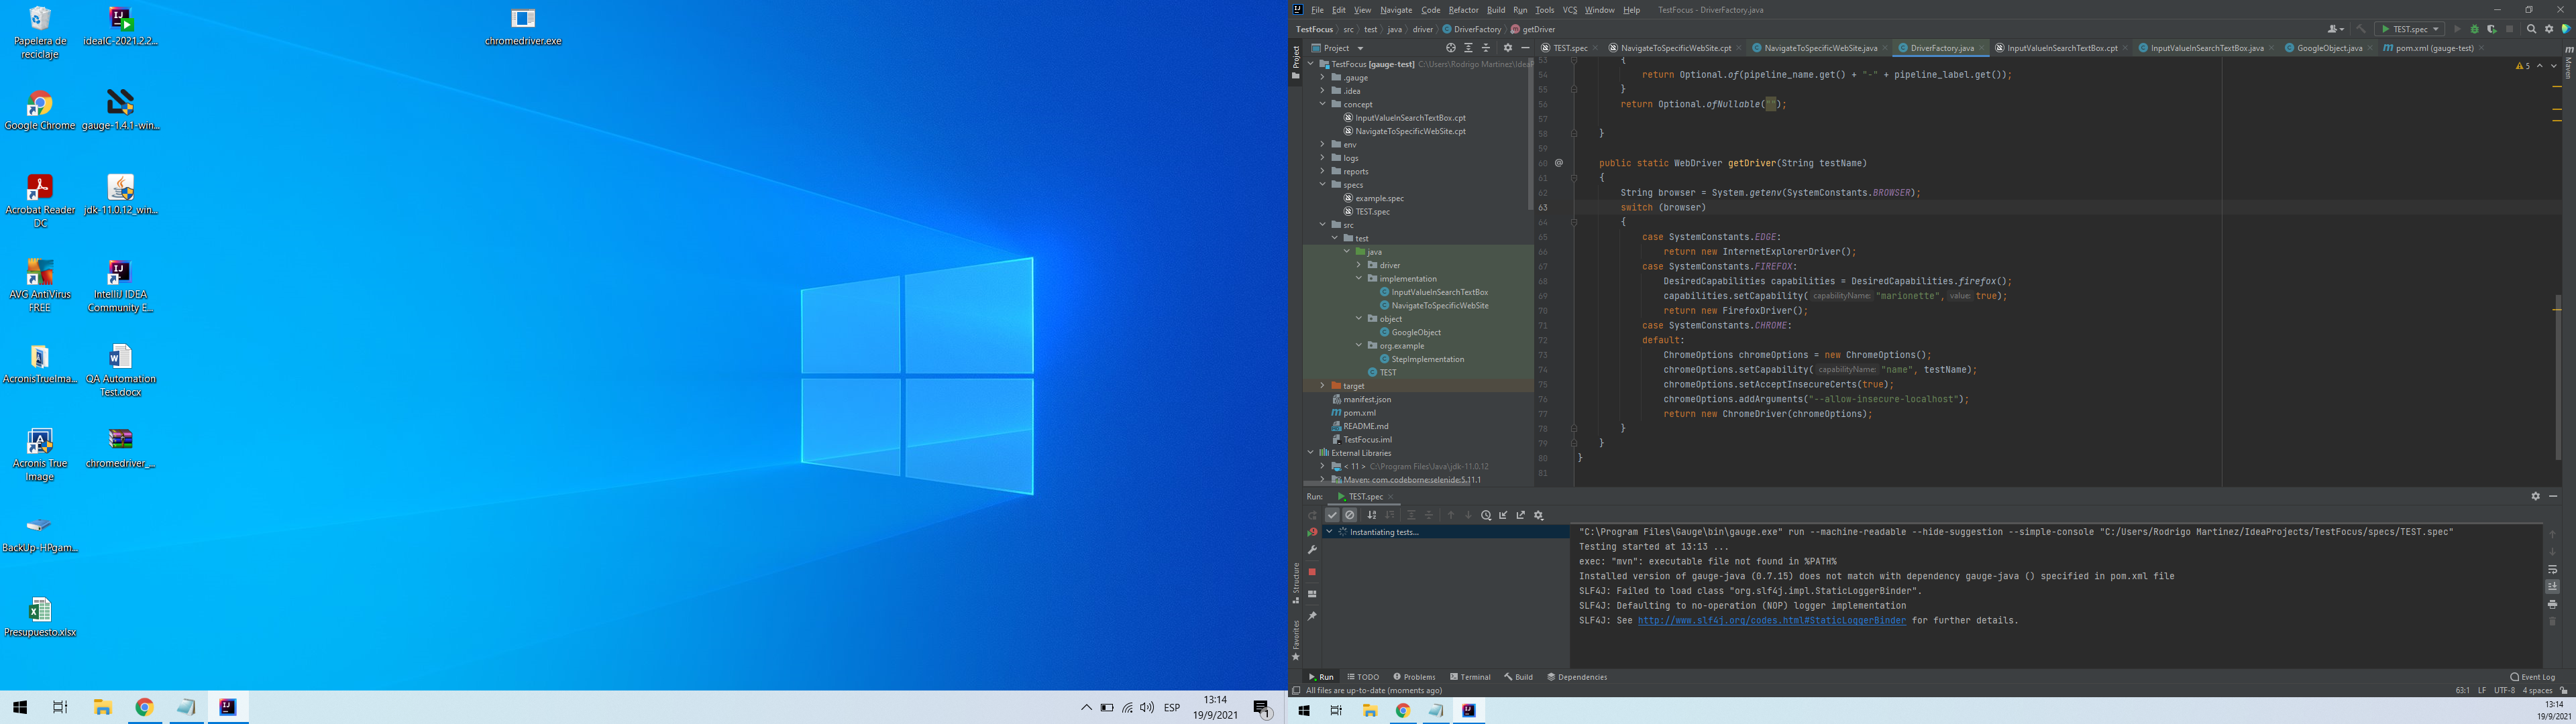 Papelera de
reciclaje
ideaIC-2021.2.2...
chromedriver.exe
Google Chrome
gauge-1.4.1-win...
Acrobat Reader
DC
jdk-11.0.12_win...
AVG AntiVirus
FREE
IntelliJ IDEA
Community E...
AcronisTrueIma...
QA Automation
Test.docx
Acronis True
Image
chromedriver_...
BackUp-HPgam...
Presupuesto.xlsx
ESP
13:14
19/9/2021
1
File Edit View Navigate Code Refactor Build Run Tools VCS Window Help TestFocus - DriverFactory.java
TestFocus src test java driver DriverFactory getDriver
TEST.spec
Project
TEST.spec NavigateToSpecificWebSite.cpt NavigateToSpecificWebSite.java DriverFactory.java InputValueInSearchTextBox.cpt InputValueInSearchTextBox.java GoogleObject.java pom.xml (gauge-test)
Project
Maven
TestFocus [gauge-test] C:\Users\Rodrigo Martinez\IdeaP
.gauge
.idea
concept
InputValueInSearchTextBox.cpt
NavigateToSpecificWebSite.cpt
env
logs
reports
specs
example.spec
TEST.spec
src
test
java
driver
implementation
InputValueInSearchTextBox
NavigateToSpecificWebSite
object
GoogleObject
org.example
StepImplementation
TEST
target
manifest.json
pom.xml
README.md
TestFocus.iml
External Libraries
< 11 > C:\Program Files\Java\jdk-11.0.12
Maven: com.codeborne:selenide:5.11.1
5
53 {
54 return Optional.of(pipeline_name.get() + "-" + pipeline_label.get());
55 }
56 return Optional.ofNullable("");
57
58 }
59
60 @ public static WebDriver getDriver(String testName)
61 {
62 String browser = System.getenv(SystemConstants.BROWSER);
63 switch (browser)
64 {
65 case SystemConstants.EDGE:
66 return new InternetExplorerDriver();
67 case SystemConstants.FIREFOX:
68 DesiredCapabilities capabilities = DesiredCapabilities.firefox();
69 capabilities.setCapability( capabilityName: "marionette", value: true);
70 return new FirefoxDriver();
71 case SystemConstants.CHROME:
72 default:
73 ChromeOptions chromeOptions = new ChromeOptions();
74 chromeOptions.setCapability( capabilityName: "name", testName);
75 chromeOptions.setAcceptInsecureCerts(true);
76 chromeOptions.addArguments("--allow-insecure-localhost");
77 return new ChromeDriver(chromeOptions);
78 }
79 }
80 }
81
Run: TEST.spec
Instantiating tests...
"C:\Program Files\Gauge\bin\gauge.exe" run --machine-readable --hide-suggestion --simple-console "C:/Users/Rodrigo Martinez/IdeaProjects/TestFocus/specs/TEST.spec"
Testing started at 13:13 ...
exec: "mvn": executable file not found in %PATH%
Installed version of gauge-java (0.7.15) does not match with dependency gauge-java () specified in pom.xml file
SLF4J: Failed to load class "org.slf4j.impl.StaticLoggerBinder".
SLF4J: Defaulting to no-operation (NOP) logger implementation
SLF4J: See http://www.slf4j.org/codes.html#StaticLoggerBinder for further details.
Structure
Favorites
Run TODO Problems Terminal Build Dependencies
Event Log
All files are up-to-date (moments ago)
63:1 LF UTF-8 4 spaces
13:14
19/9/2021